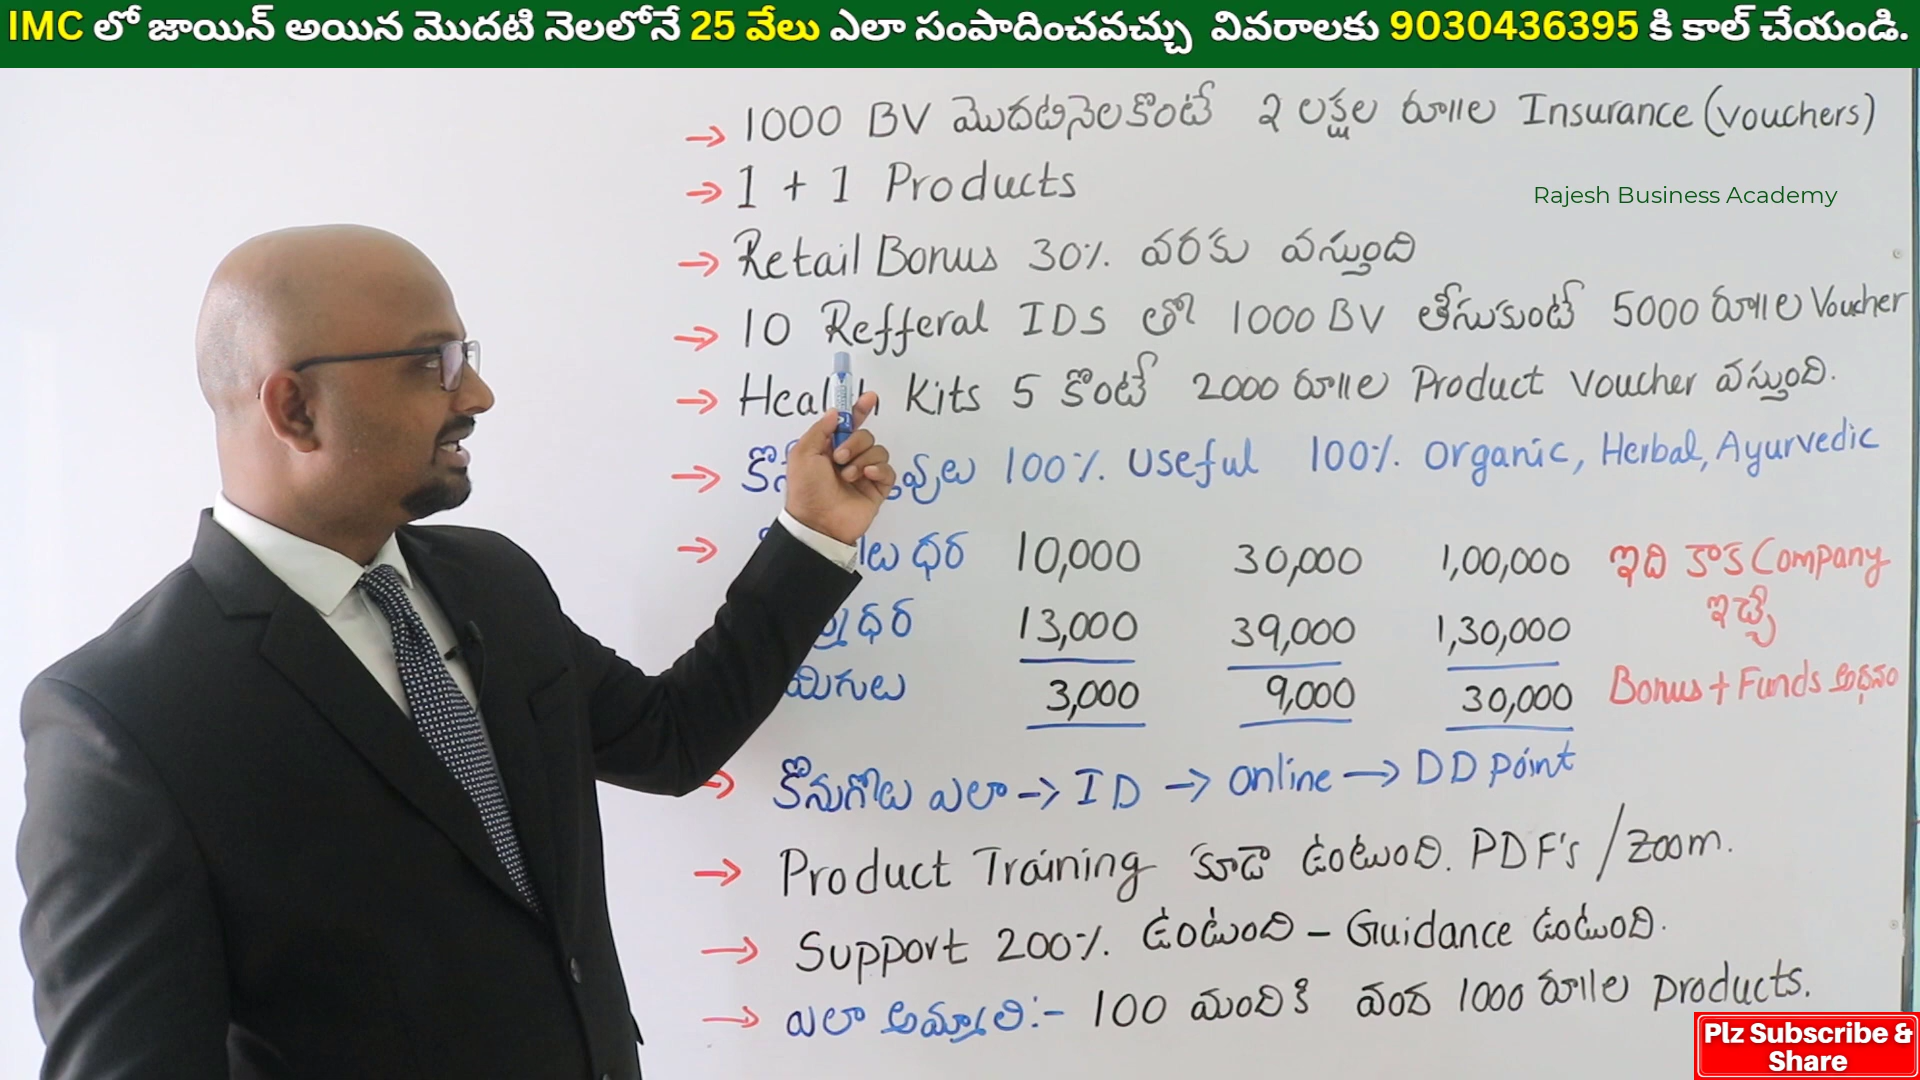 IMC లో జాయిన్ అయిన మొదటి నెలలోనే 25 వేలు ఎలా సంపాదించవచ్చు వివరాలకు 9030436395 కి కాల్ చేయండి.
→ 1000 BV మొదటినెలకొంటే 2 లక్షల రూ॥ల Insurance (vouchers)
→ 1 + 1 Products
Rajesh Business Academy
→ Retail Bonus 30%. వరకు వస్తుంది
→ 10 Refferal IDS తో 1000 BV తీసుకుంటే 5000 రూ॥ల Voucher
→ Health Kits 5 కొంటే 2000 రూ॥ల Product Voucher వస్తుంది.
→ 100%. Useful 100%. Organic, Herbal, Ayurvedic
→ ధర 10,000 30,000 1,00,000 ఇది కాక Company
ధర 13,000 39,000 1,30,000 ఇచ్చే
మిగులు 3,000 9,000 30,000 Bonus + Funds అధనం
→ కొనుగోలు ఎలా → ID → online → DD point
→ Product Training కూడా ఉంటుంది. PDF's / Zoom.
→ Support 200%. ఉంటుంది – Guidance ఉంటుంది.
→ ఎలా అమ్మాలి :- 100 మందికి వంద 1000 రూ॥ల products.
Plz Subscribe &
Share